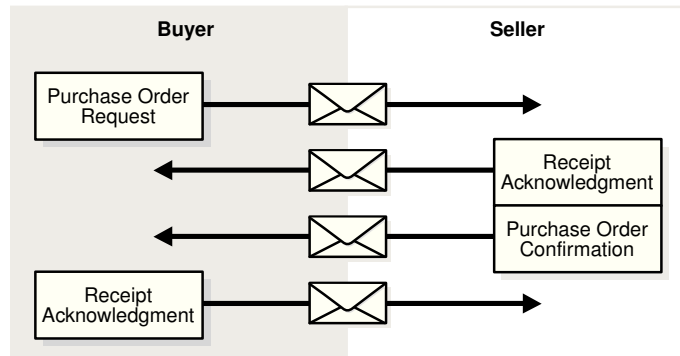 Buyer
Seller
Purchase Order
Request
Receipt
Acknowledgment
Purchase Order
Confirmation
Receipt
Acknowledgment